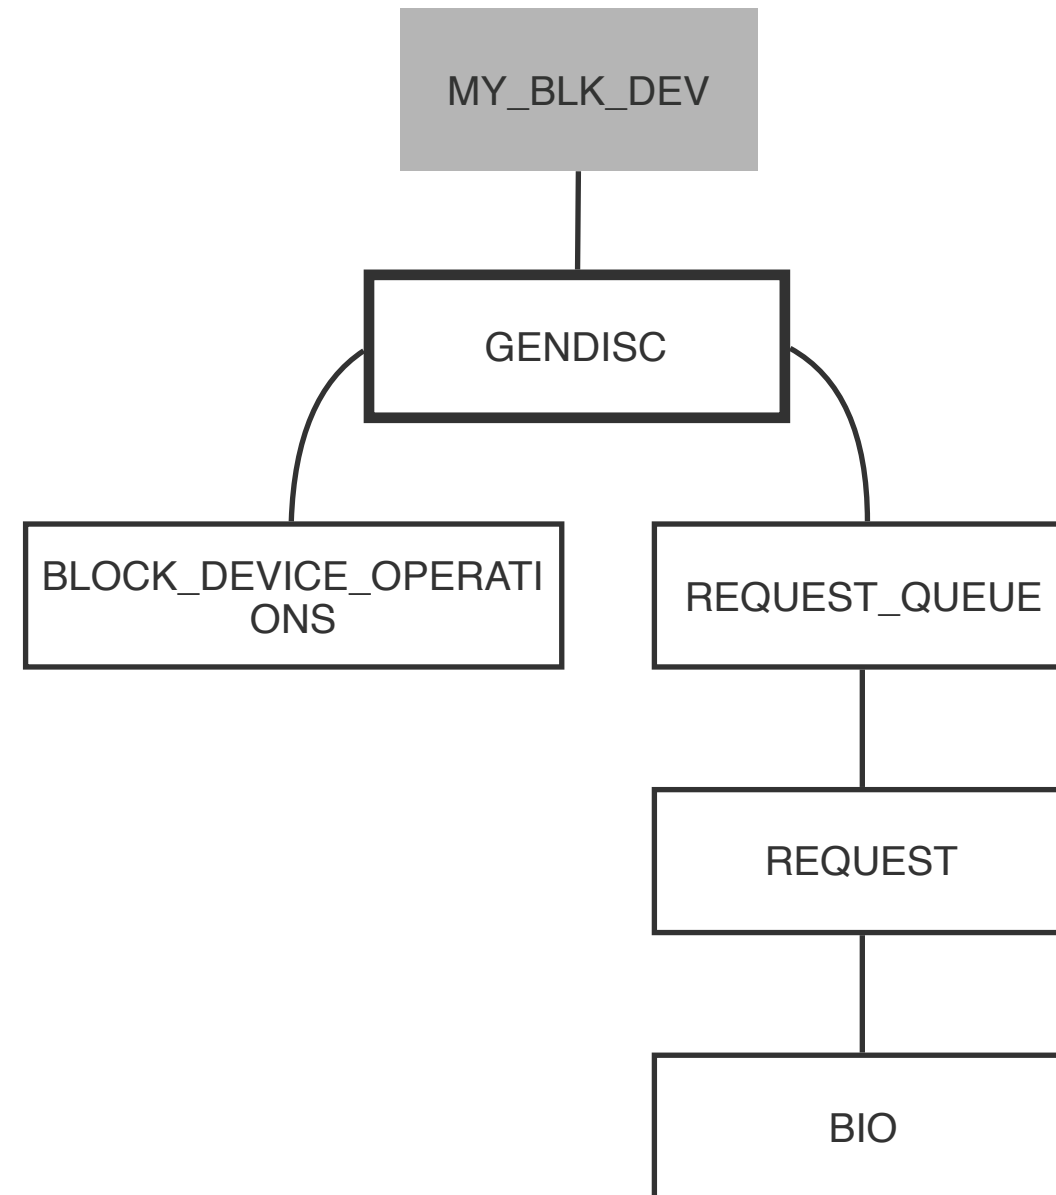 MY_BLK_DEV
GENDISC
BLOCK_DEVICE_OPERATI
ONS
REQUEST_QUEUE
REQUEST
BIO